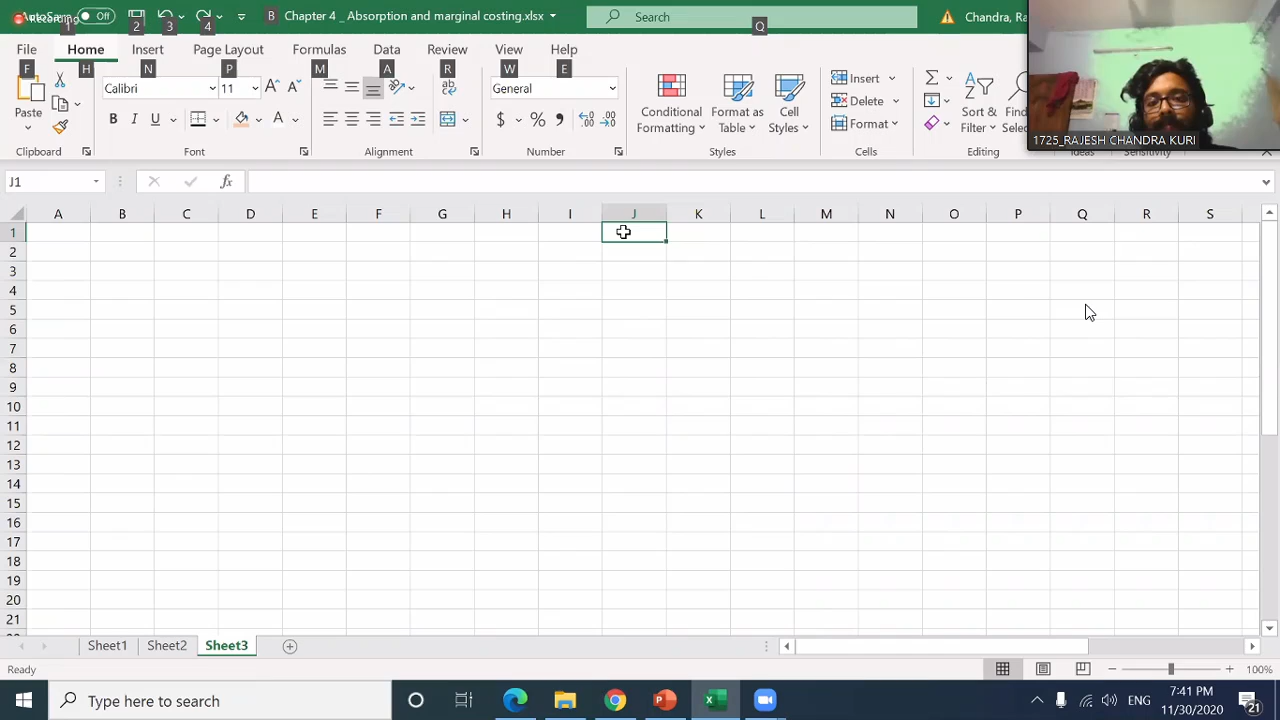 Off
1 2 3 4
B Chapter 4 _ Absorption and marginal costing.xlsx
Search
Q
Chandra, Ra
File Home Insert Page Layout Formulas Data Review View Help
F H N P M A R W E
Paste
Calibri 11
General
Conditional Formatting
Format as Table
Cell Styles
Insert
Delete
Format
Sort & Filter
Clipboard Font Alignment Number Styles Cells Editing
1725_RAJESH CHANDRA KURI
J1
fx
A B C D E F G H I J K L M N O P Q R S
1
2
3
4
5
6
7
8
9
10
11
12
13
14
15
16
17
18
19
20
21
Sheet1 Sheet2 Sheet3
Ready
100%
Type here to search
ENG
7:41 PM
11/30/2020
21